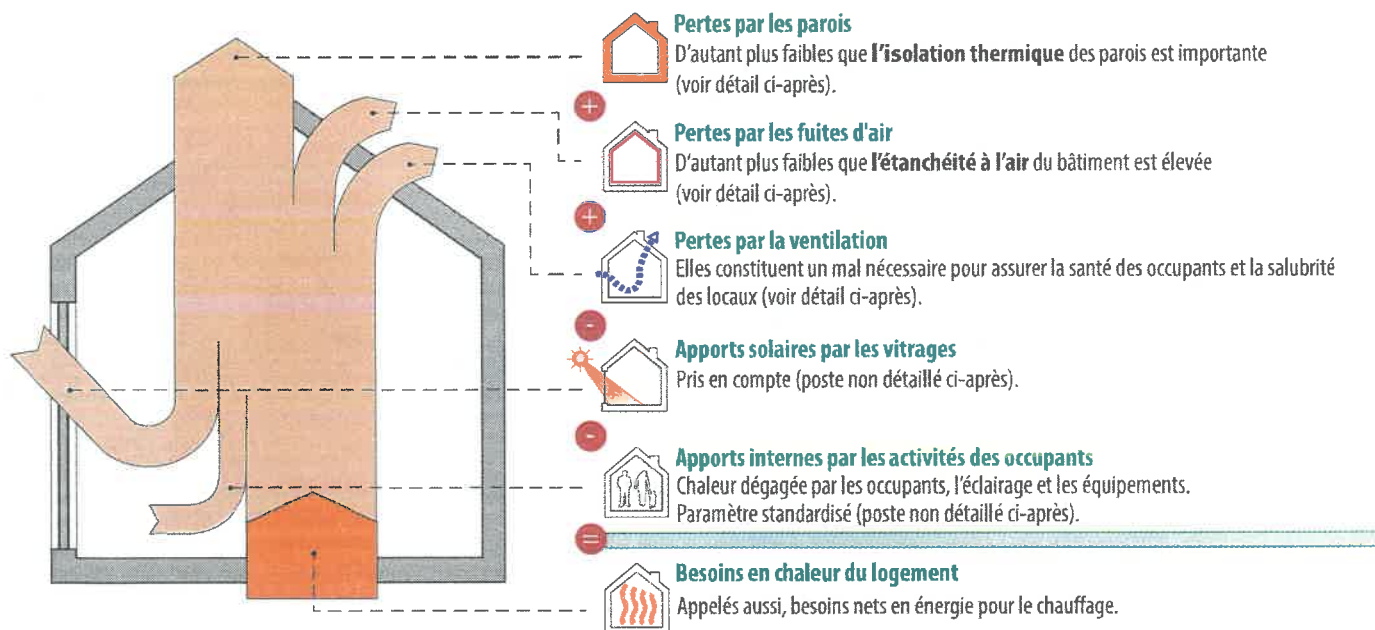 Pertes par les parois
D'autant plus faibles que l'isolation thermique des parois est importante
(voir détail ci-après).
+
Pertes par les fuites d'air
D'autant plus faibles que l'étanchéité à l'air du bâtiment est élevée
(voir détail ci-après).
+
Pertes par la ventilation
Elles constituent un mal nécessaire pour assurer la santé des occupants et la salubrité
des locaux (voir détail ci-après).
-
Apports solaires par les vitrages
Pris en compte (poste non détaillé ci-après).
-
Apports internes par les activités des occupants
Chaleur dégagée par les occupants, l'éclairage et les équipements.
Paramètre standardisé (poste non détaillé ci-après).
=
Besoins en chaleur du logement
Appelés aussi, besoins nets en énergie pour le chauffage.